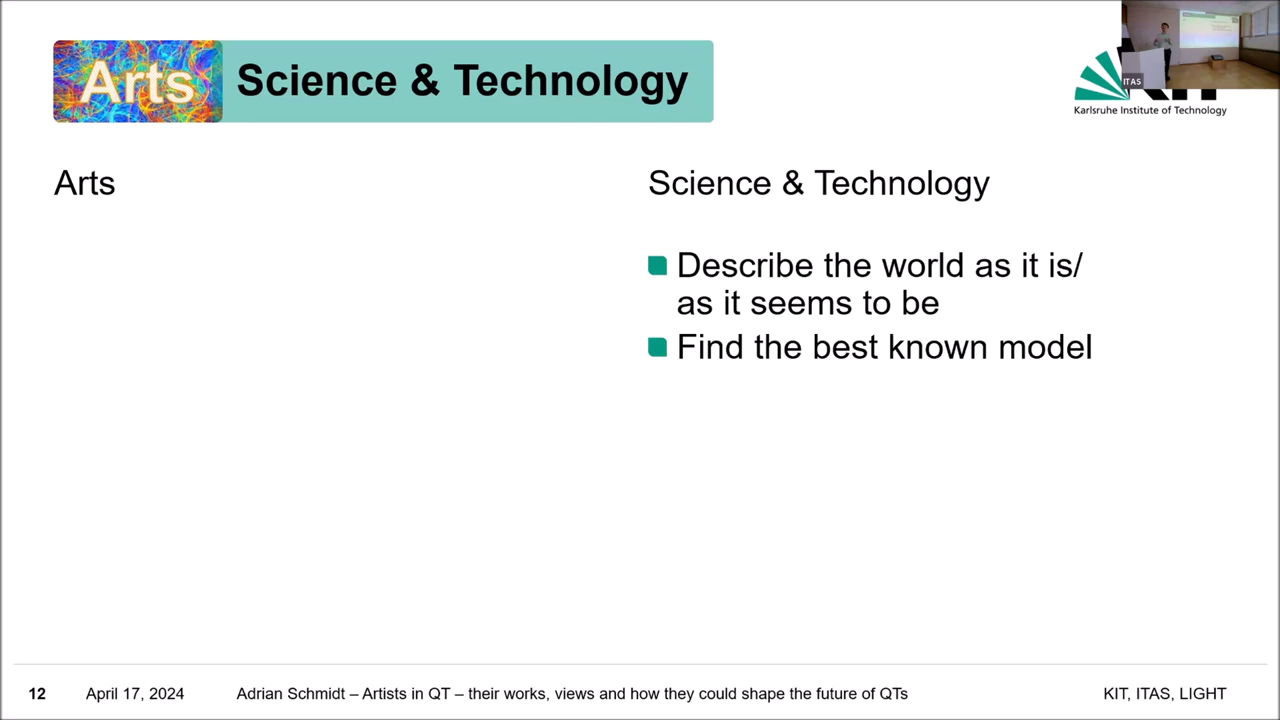 Arts Science & Technology
ITAS
Karlsruhe Institute of Technology
Arts
Science & Technology
Describe the world as it is/
as it seems to be
Find the best known model
12 April 17, 2024 Adrian Schmidt – Artists in QT – their works, views and how they could shape the future of QTs KIT, ITAS, LIGHT